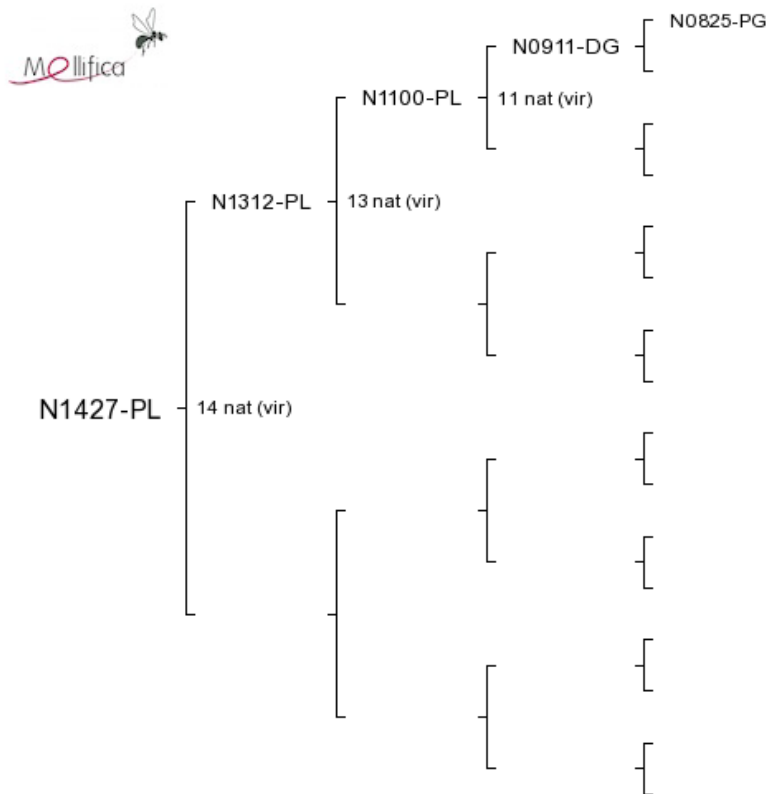 Mellifica
N0825-PG
N0911-DG
N1100-PL
11 nat (vir)
N1312-PL
13 nat (vir)
N1427-PL
14 nat (vir)